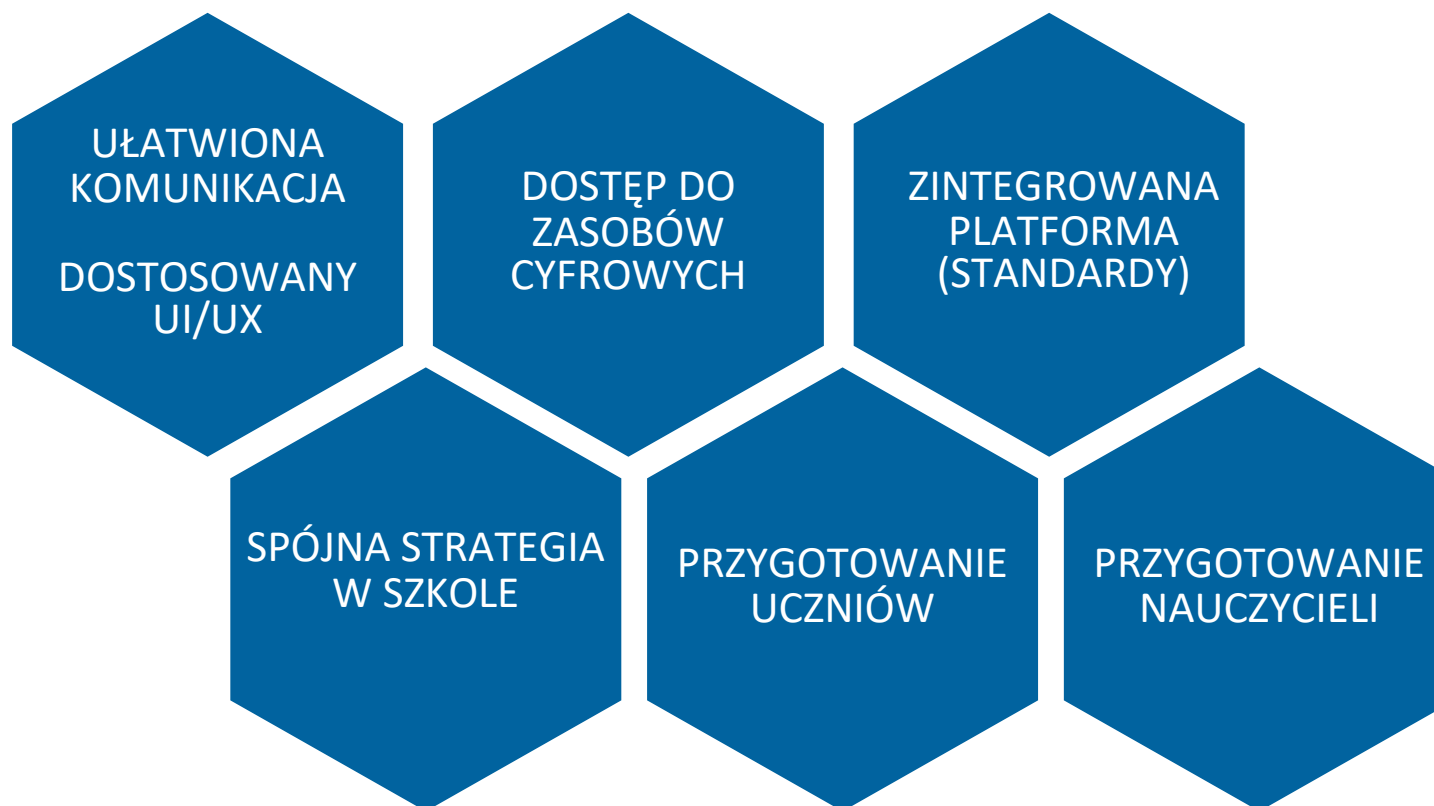 UŁATWIONA
KOMUNIKACJA
DOSTOSOWANY
UI/UX
DOSTĘP DO
ZASOBÓW
CYFROWYCH
ZINTEGROWANA
PLATFORMA
(STANDARDY)
SPÓJNA STRATEGIA
W SZKOLE
PRZYGOTOWANIE
UCZNIÓW
PRZYGOTOWANIE
NAUCZYCIELI